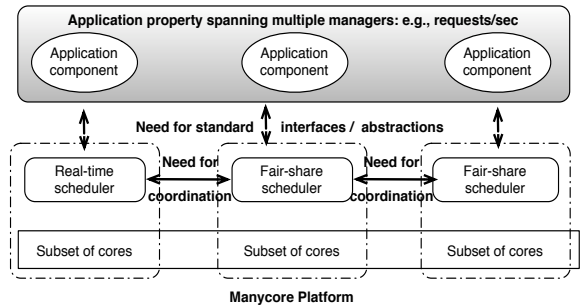 Application property spanning multiple managers: e.g., requests/sec
Application
component
Application
component
Application
component
Need for standard interfaces / abstractions
Real-time
scheduler
Need for
coordination
Fair-share
scheduler
Need for
coordination
Fair-share
scheduler
Subset of cores
Subset of cores
Subset of cores
Manycore Platform